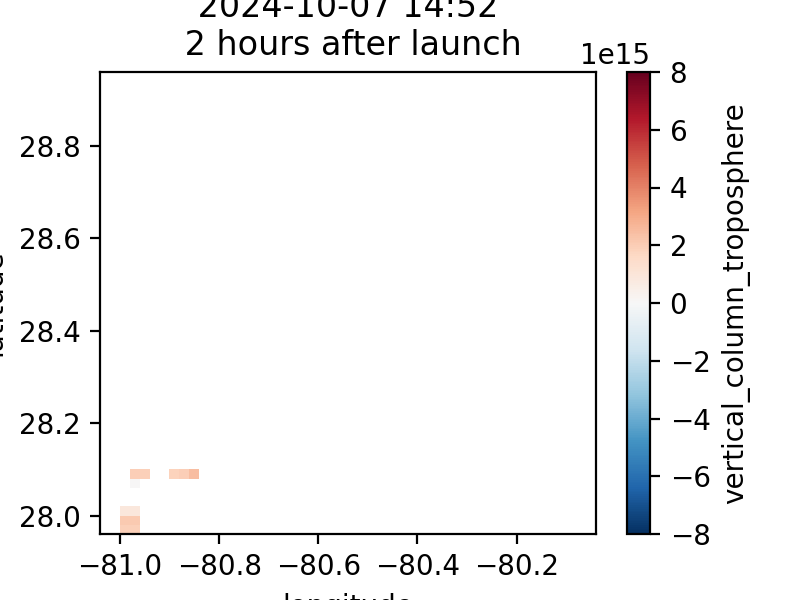 2024-10-07 14:52
2 hours after launch
1e15
8
6
4
2
0
−2
−4
−6
−8
vertical_column_troposphere
28.8
28.6
28.4
28.2
28.0
latitude
−81.0 −80.8 −80.6 −80.4 −80.2
longitude